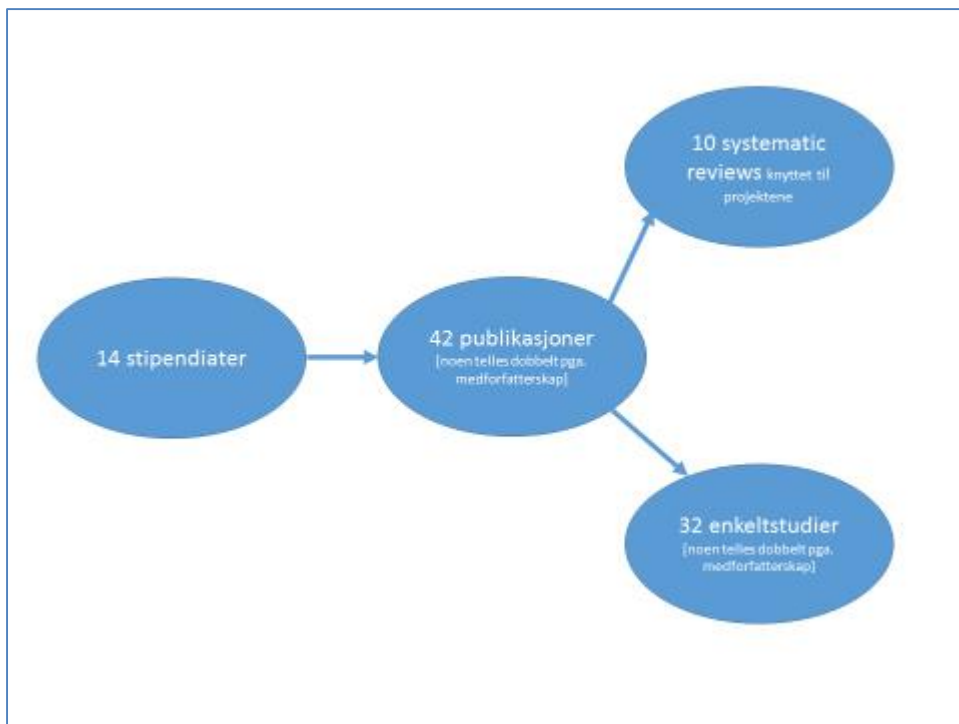 14 stipendiater
42 publikasjoner
[noen telles dobbelt pga.
medforfatterskap]
10 systematic
reviews knyttet til
projektene
32 enkeltstudier
[noen telles dobbelt pga.
medforfatterskap]